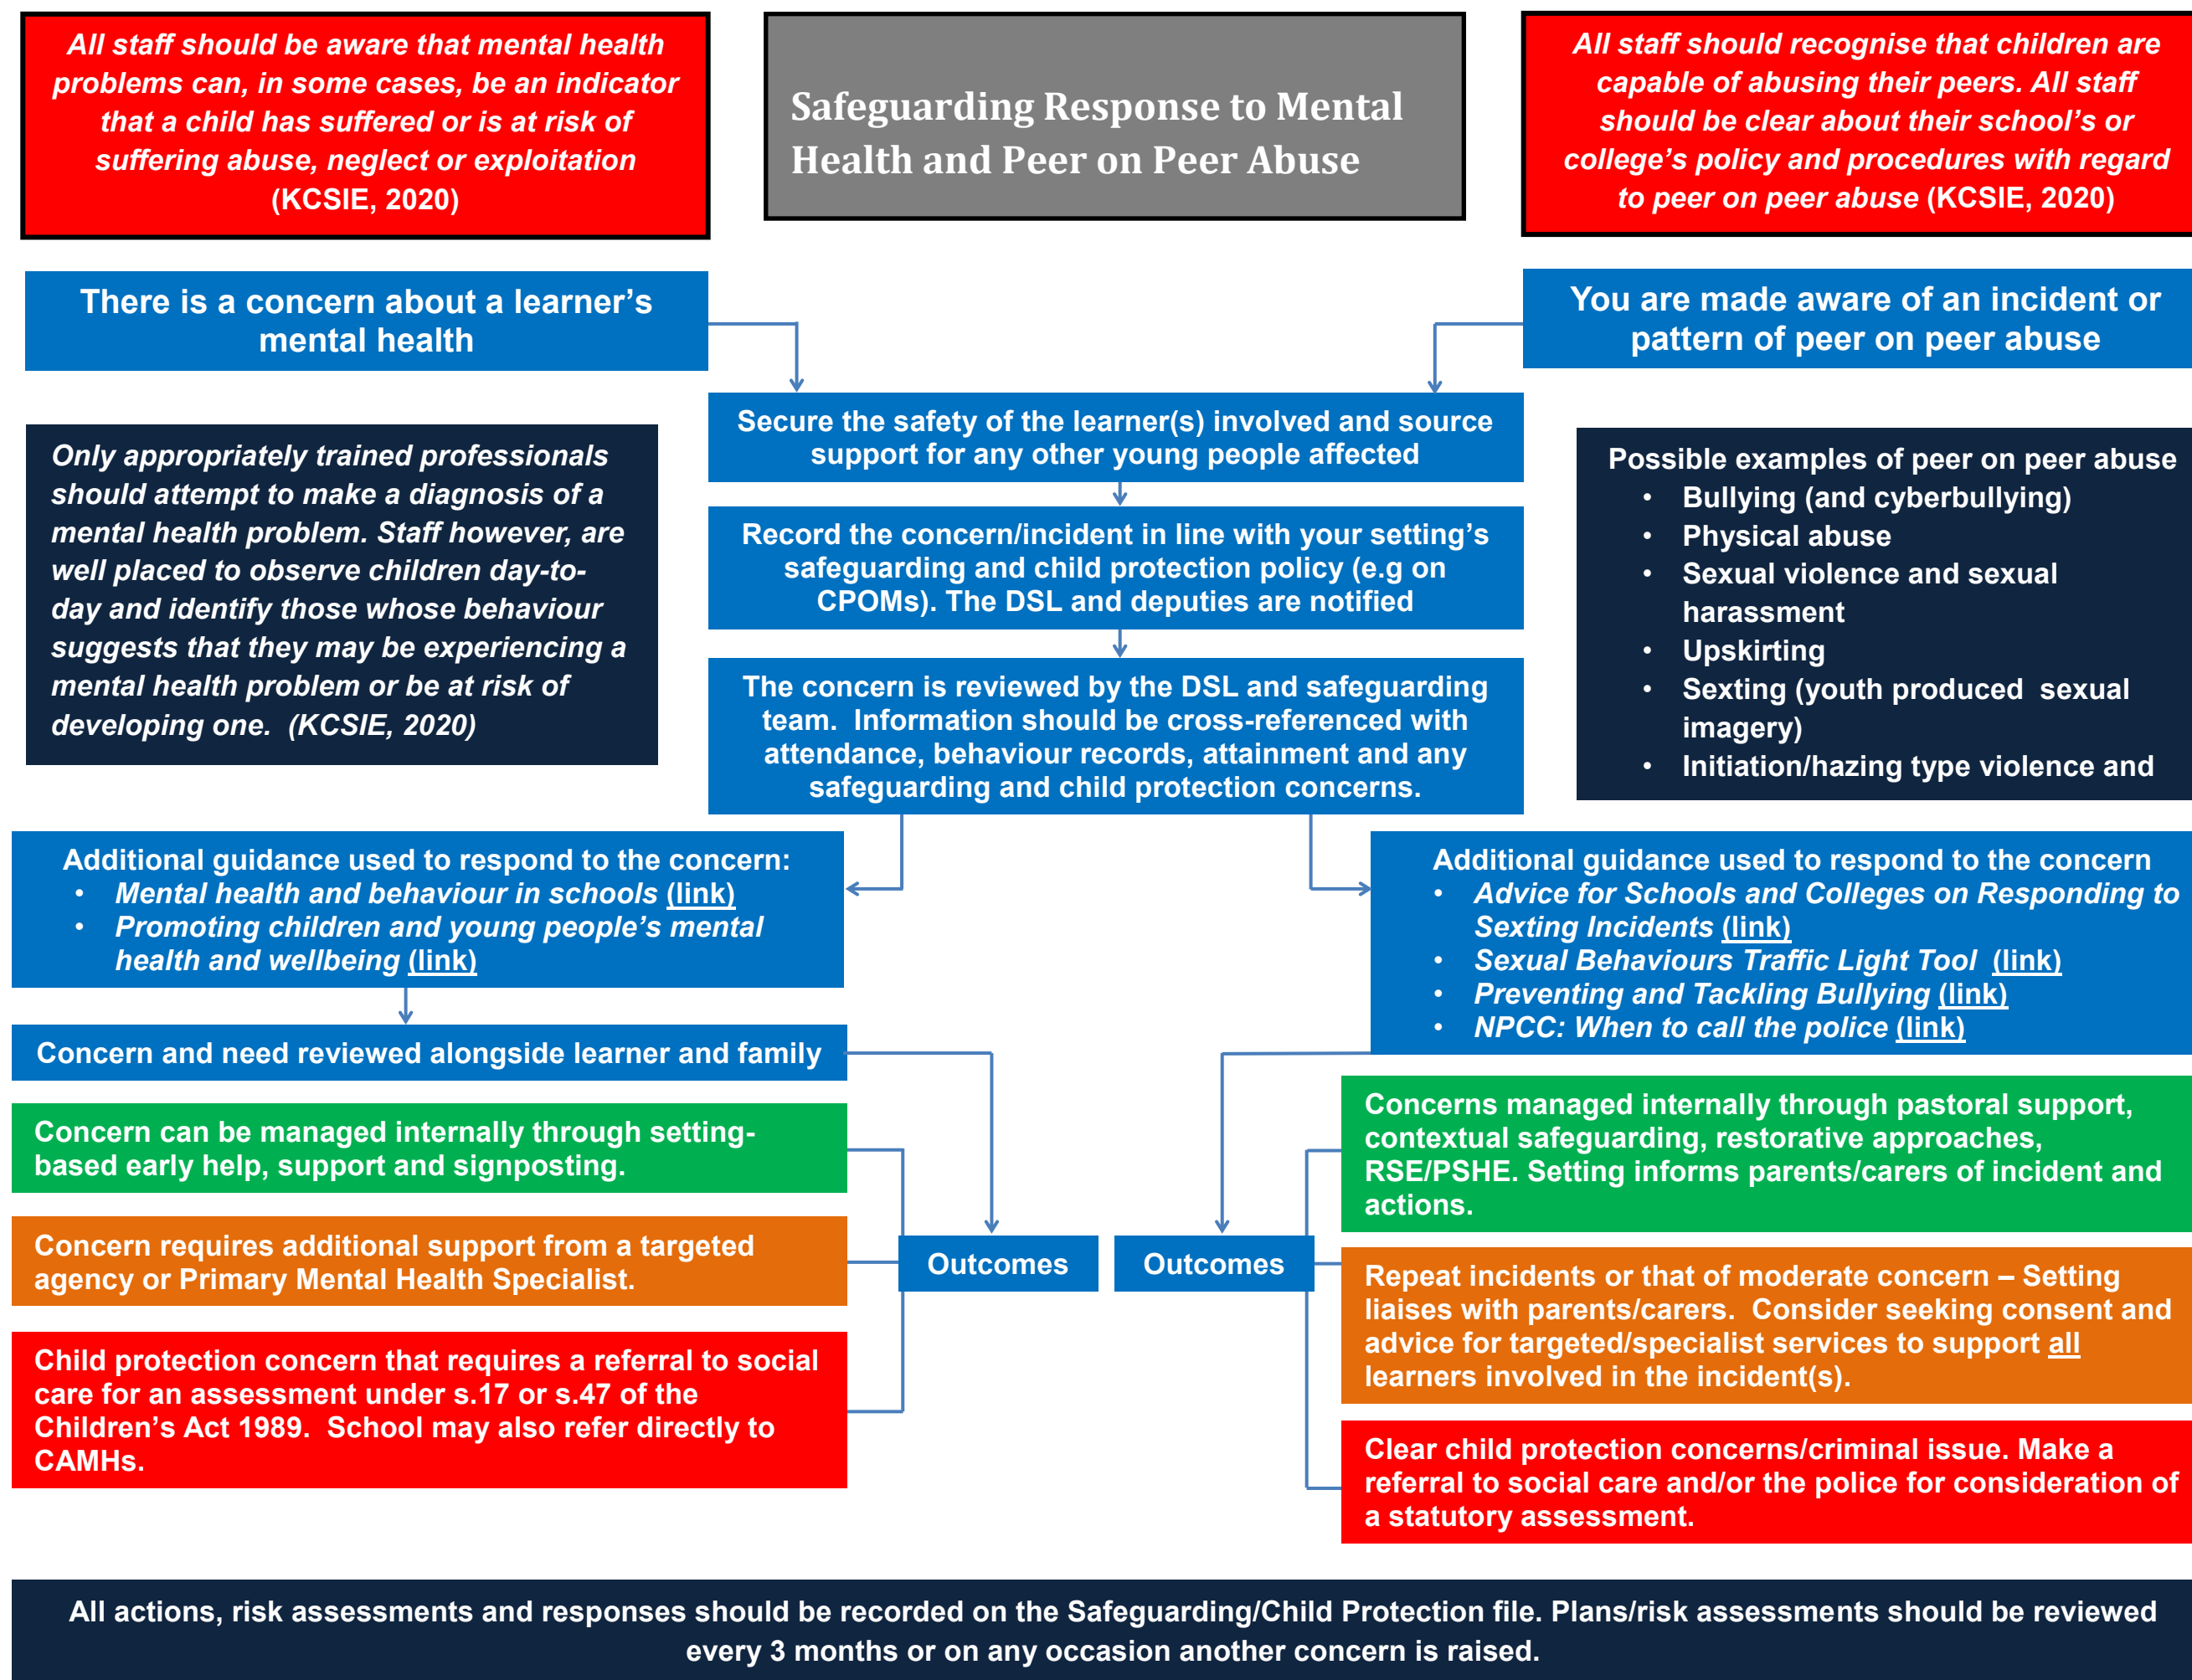 All staff should be aware that mental health
problems can, in some cases, be an indicator
that a child has suffered or is at risk of
suffering abuse, neglect or exploitation
(KCSIE, 2020)
Safeguarding Response to Mental
Health and Peer on Peer Abuse
All staff should recognise that children are
capable of abusing their peers. All staff
should be clear about their school’s or
college’s policy and procedures with regard
to peer on peer abuse (KCSIE, 2020)
There is a concern about a learner’s
mental health
You are made aware of an incident or
pattern of peer on peer abuse
Secure the safety of the learner(s) involved and source
support for any other young people affected
Only appropriately trained professionals
should attempt to make a diagnosis of a
mental health problem. Staff however, are
well placed to observe children day-to-
day and identify those whose behaviour
suggests that they may be experiencing a
mental health problem or be at risk of
developing one.  (KCSIE, 2020)
Record the concern/incident in line with your setting’s
safeguarding and child protection policy (e.g on
CPOMs). The DSL and deputies are notified
The concern is reviewed by the DSL and safeguarding
team.  Information should be cross-referenced with
attendance, behaviour records, attainment and any
safeguarding and child protection concerns.
Possible examples of peer on peer abuse
• Bullying (and cyberbullying)
• Physical abuse
• Sexual violence and sexual
harassment
• Upskirting
• Sexting (youth produced  sexual
imagery)
• Initiation/hazing type violence and
Additional guidance used to respond to the concern:
• Mental health and behaviour in schools (link)
• Promoting children and young people’s mental
health and wellbeing (link)
Additional guidance used to respond to the concern
• Advice for Schools and Colleges on Responding to
Sexting Incidents (link)
• Sexual Behaviours Traffic Light Tool  (link)
• Preventing and Tackling Bullying (link)
• NPCC: When to call the police (link)
Concern and need reviewed alongside learner and family
Concern can be managed internally through setting-
based early help, support and signposting.
Concern requires additional support from a targeted
agency or Primary Mental Health Specialist.
Child protection concern that requires a referral to social
care for an assessment under s.17 or s.47 of the
Children’s Act 1989.  School may also refer directly to
CAMHs.
Outcomes
Outcomes
Concerns managed internally through pastoral support,
contextual safeguarding, restorative approaches,
RSE/PSHE. Setting informs parents/carers of incident and
actions.
Repeat incidents or that of moderate concern – Setting
liaises with parents/carers.  Consider seeking consent and
advice for targeted/specialist services to support all
learners involved in the incident(s).
Clear child protection concerns/criminal issue. Make a
referral to social care and/or the police for consideration of
a statutory assessment.
All actions, risk assessments and responses should be recorded on the Safeguarding/Child Protection file. Plans/risk assessments should be reviewed
every 3 months or on any occasion another concern is raised.